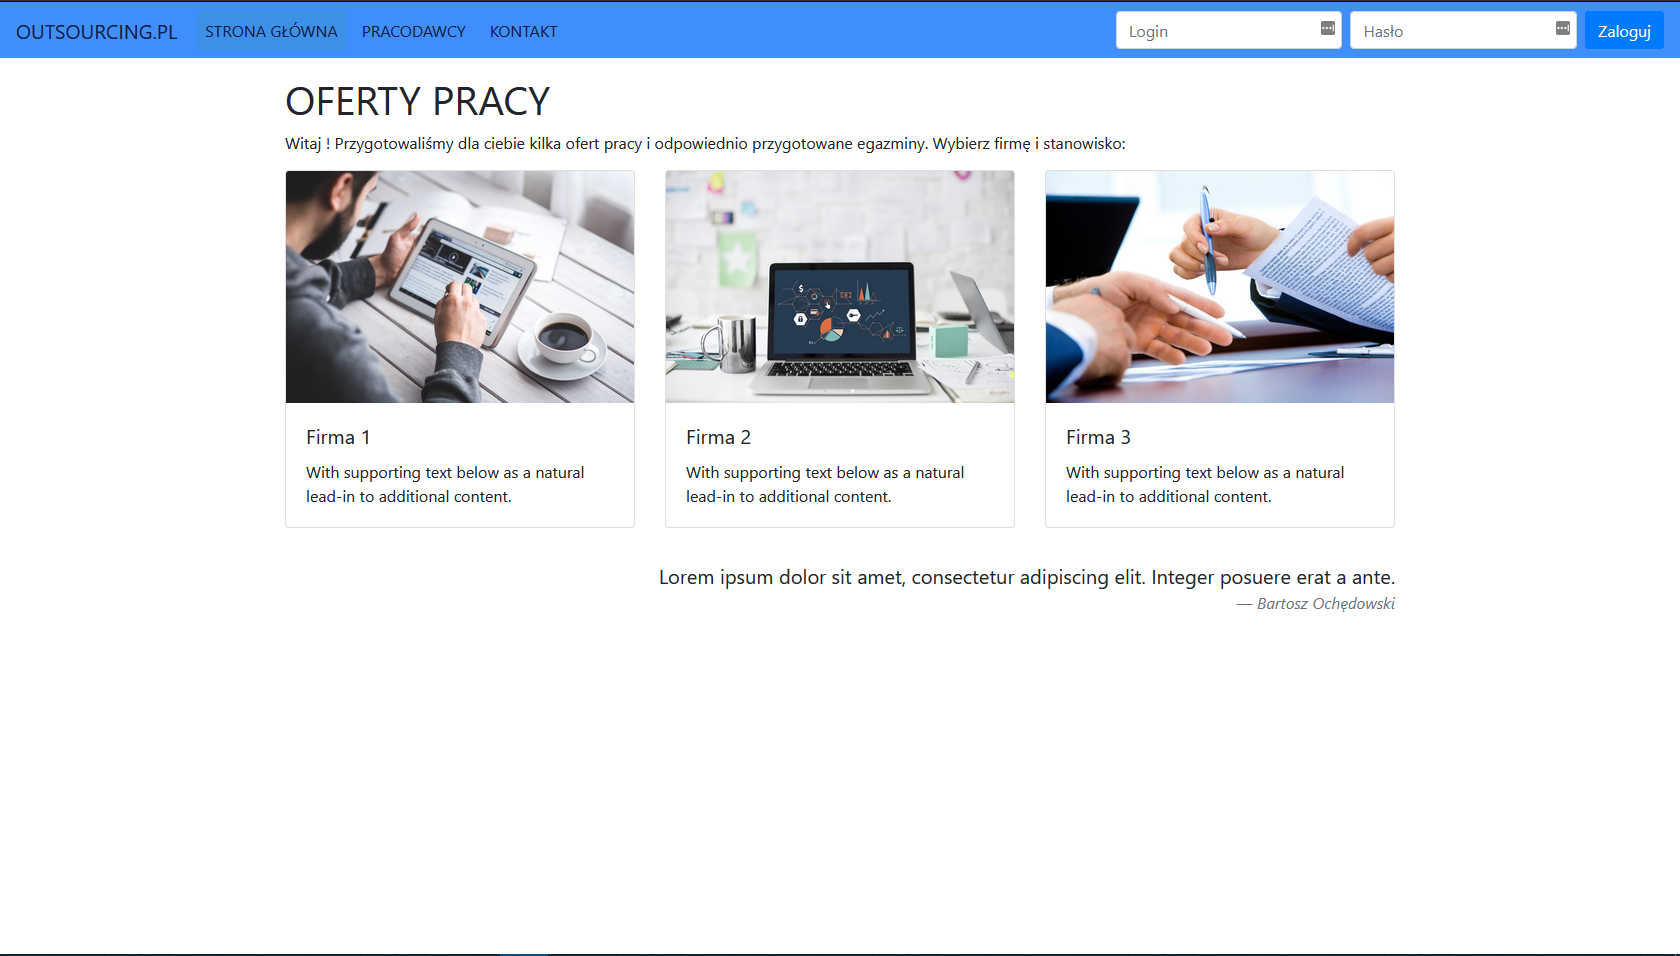 OUTSOURCING.PL STRONA GŁÓWNA PRACODAWCY KONTAKT Login Hasło Zaloguj
OFERTY PRACY
Witaj ! Przygotowaliśmy dla ciebie kilka ofert pracy i odpowiednio przygotowane egazminy. Wybierz firmę i stanowisko:
Firma 1
With supporting text below as a natural
lead-in to additional content.
Firma 2
With supporting text below as a natural
lead-in to additional content.
Firma 3
With supporting text below as a natural
lead-in to additional content.
Lorem ipsum dolor sit amet, consectetur adipiscing elit. Integer posuere erat a ante.
— Bartosz Ochędowski